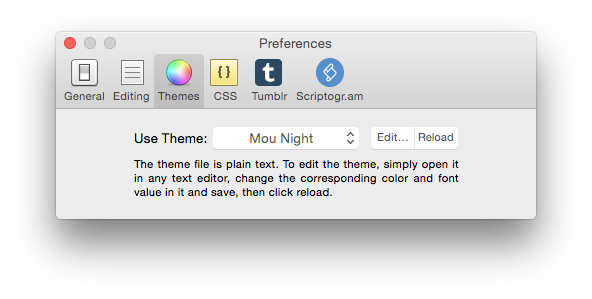 Preferences
General Editing Themes CSS Tumblr Scriptogr.am
Use Theme: Mou Night Edit... Reload
The theme file is plain text. To edit the theme, simply open it
in any text editor, change the corresponding color and font
value in it and save, then click reload.